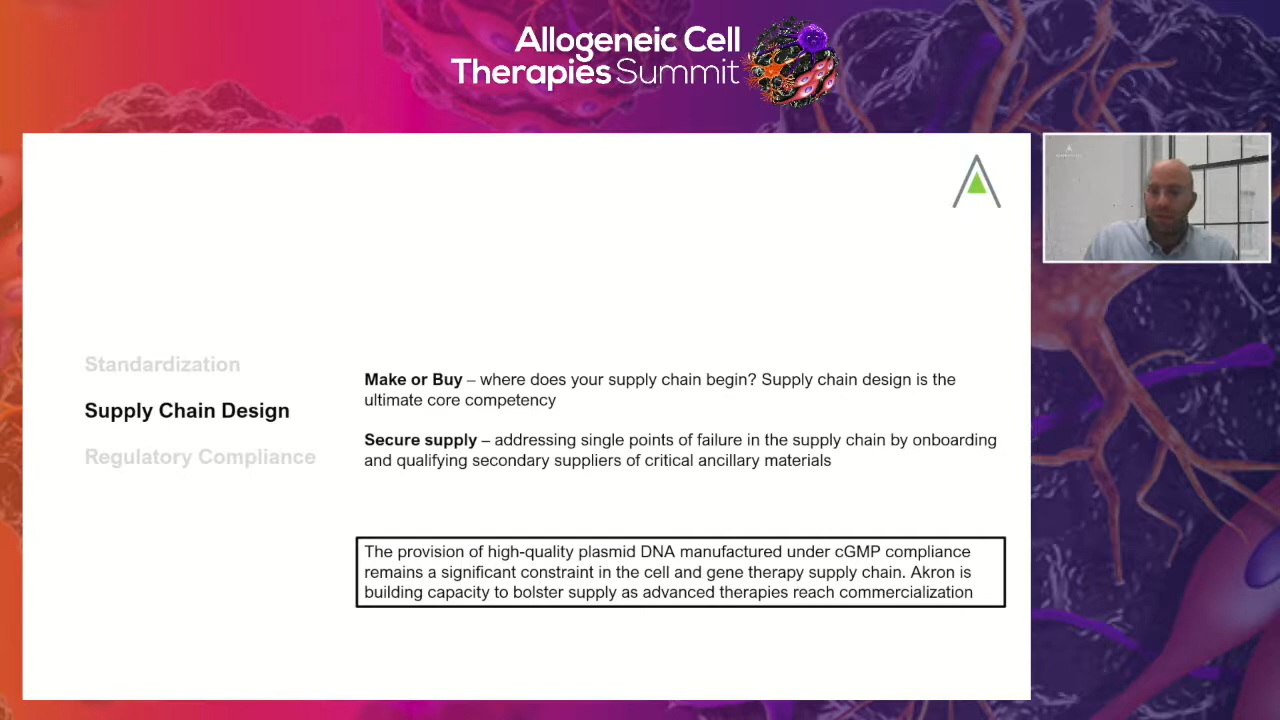 Allogeneic Cell
Therapies Summit
Standardization
Supply Chain Design
Regulatory Compliance
Make or Buy – where does your supply chain begin? Supply chain design is the
ultimate core competency
Secure supply – addressing single points of failure in the supply chain by onboarding
and qualifying secondary suppliers of critical ancillary materials
The provision of high-quality plasmid DNA manufactured under cGMP compliance
remains a significant constraint in the cell and gene therapy supply chain. Akron is
building capacity to bolster supply as advanced therapies reach commercialization